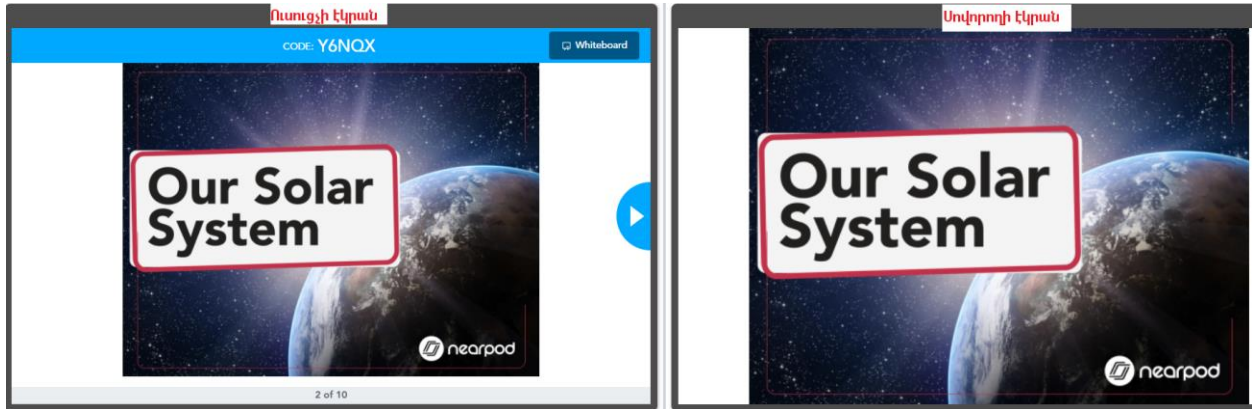 Ուսուցչի էկրան
CODE: Y6NQX
Whiteboard
Our Solar
System
nearpod
2 of 10
Սովորողի էկրան
Our Solar
System
nearpod